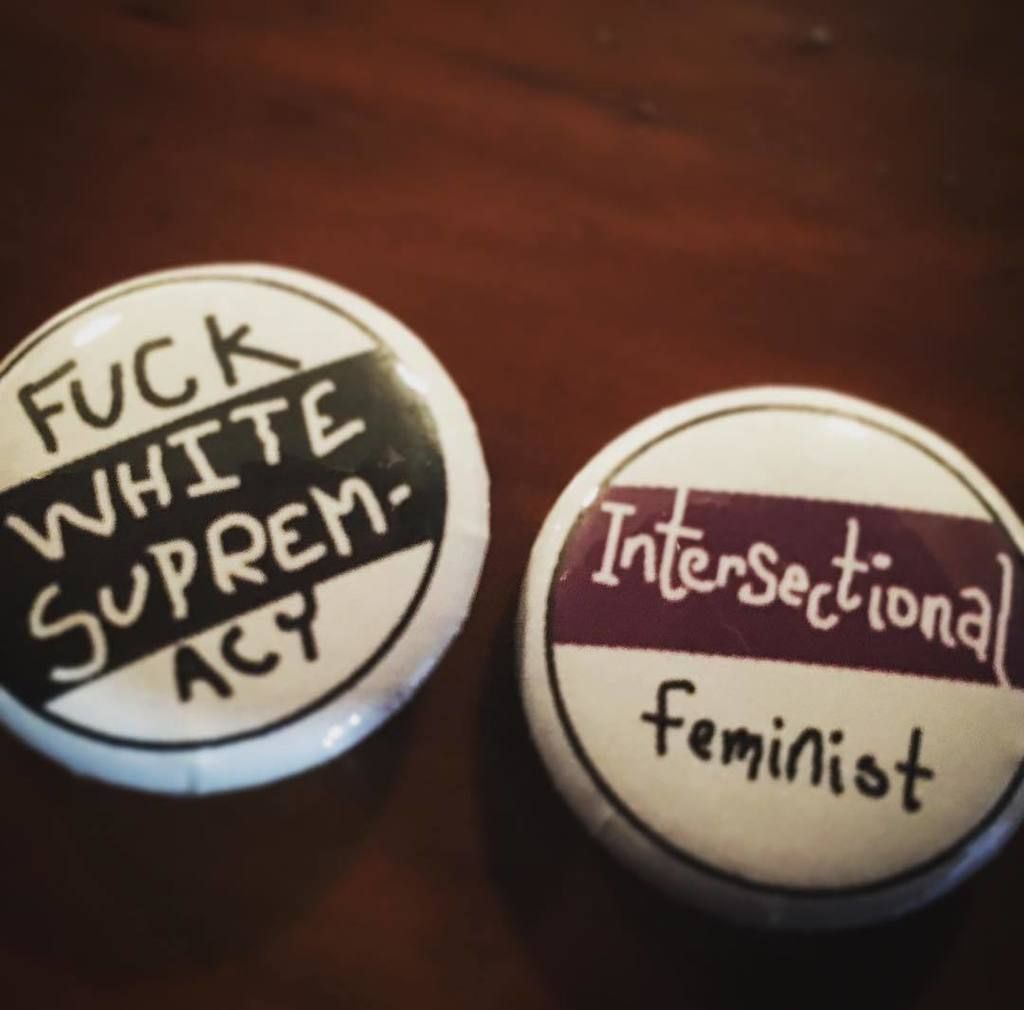 FUCK
WHITE
SUPREM-
ACY
Intersectional
feminist